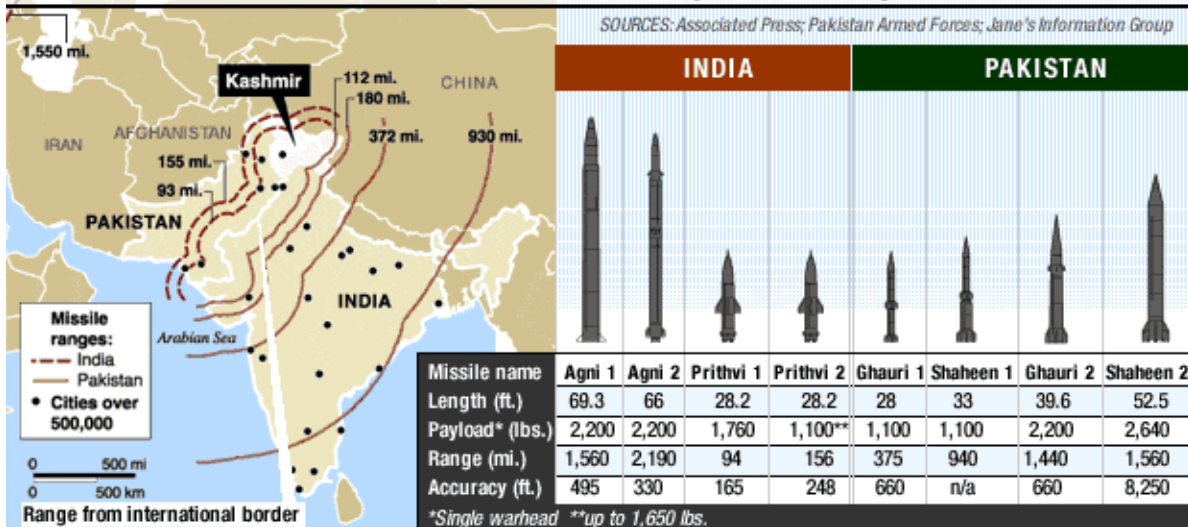 SOURCES: Associated Press; Pakistan Armed Forces; Jane's Information Group
1,550 mi.
Kashmir
112 mi.
180 mi.
CHINA
AFGHANISTAN
372 mi.
930 mi.
IRAN
155 mi.
93 mi.
PAKISTAN
INDIA
Arabian Sea
Missile
ranges:
India
Pakistan
Cities over
500,000
0 500 mi
0 500 km
Range from international border
INDIA PAKISTAN
Missile name Agni 1 Agni 2 Prithvi 1 Prithvi 2 Ghauri 1 Shaheen 1 Ghauri 2 Shaheen 2
Length (ft.) 69.3 66 28.2 28.2 28 33 39.6 52.5
Payload* (lbs.) 2,200 2,200 1,760 1,100** 1,100 1,100 2,200 2,640
Range (mi.) 1,560 2,190 94 156 375 940 1,440 1,560
Accuracy (ft.) 495 330 165 248 660 n/a 660 8,250
*Single warhead **up to 1,650 lbs.